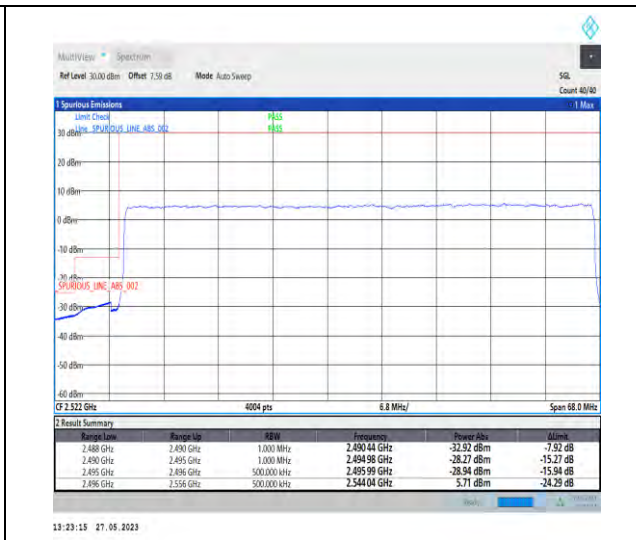 MultiView Spectrum
Ref Level 30.00 dBm Offset 7.59 dB Mode Auto Sweep SGL
Count 40/40
1 Spurious Emissions 1 Max
Limit Check PASS
Line SPURIOUS_LINE_ABS_002 PASS
30 dBm
20 dBm
10 dBm
0 dBm
-10 dBm
-20 dBm
SPURIOUS_LINE_ABS_002
-30 dBm
-40 dBm
-50 dBm
-60 dBm
CF 2.522 GHz 4004 pts 6.8 MHz/ Span 68.0 MHz
2 Result Summary
Range Low Range Up RBW Frequency Power Abs ΔLimit
2.488 GHz 2.490 GHz 1.000 MHz 2.490 44 GHz -32.92 dBm -7.92 dB
2.490 GHz 2.495 GHz 1.000 MHz 2.494 98 GHz -28.27 dBm -15.27 dB
2.495 GHz 2.496 GHz 500.000 kHz 2.495 99 GHz -28.94 dBm -15.94 dB
2.496 GHz 2.556 GHz 500.000 kHz 2.544 04 GHz 5.71 dBm -24.29 dB
Ready
13:23:15 27.05.2023